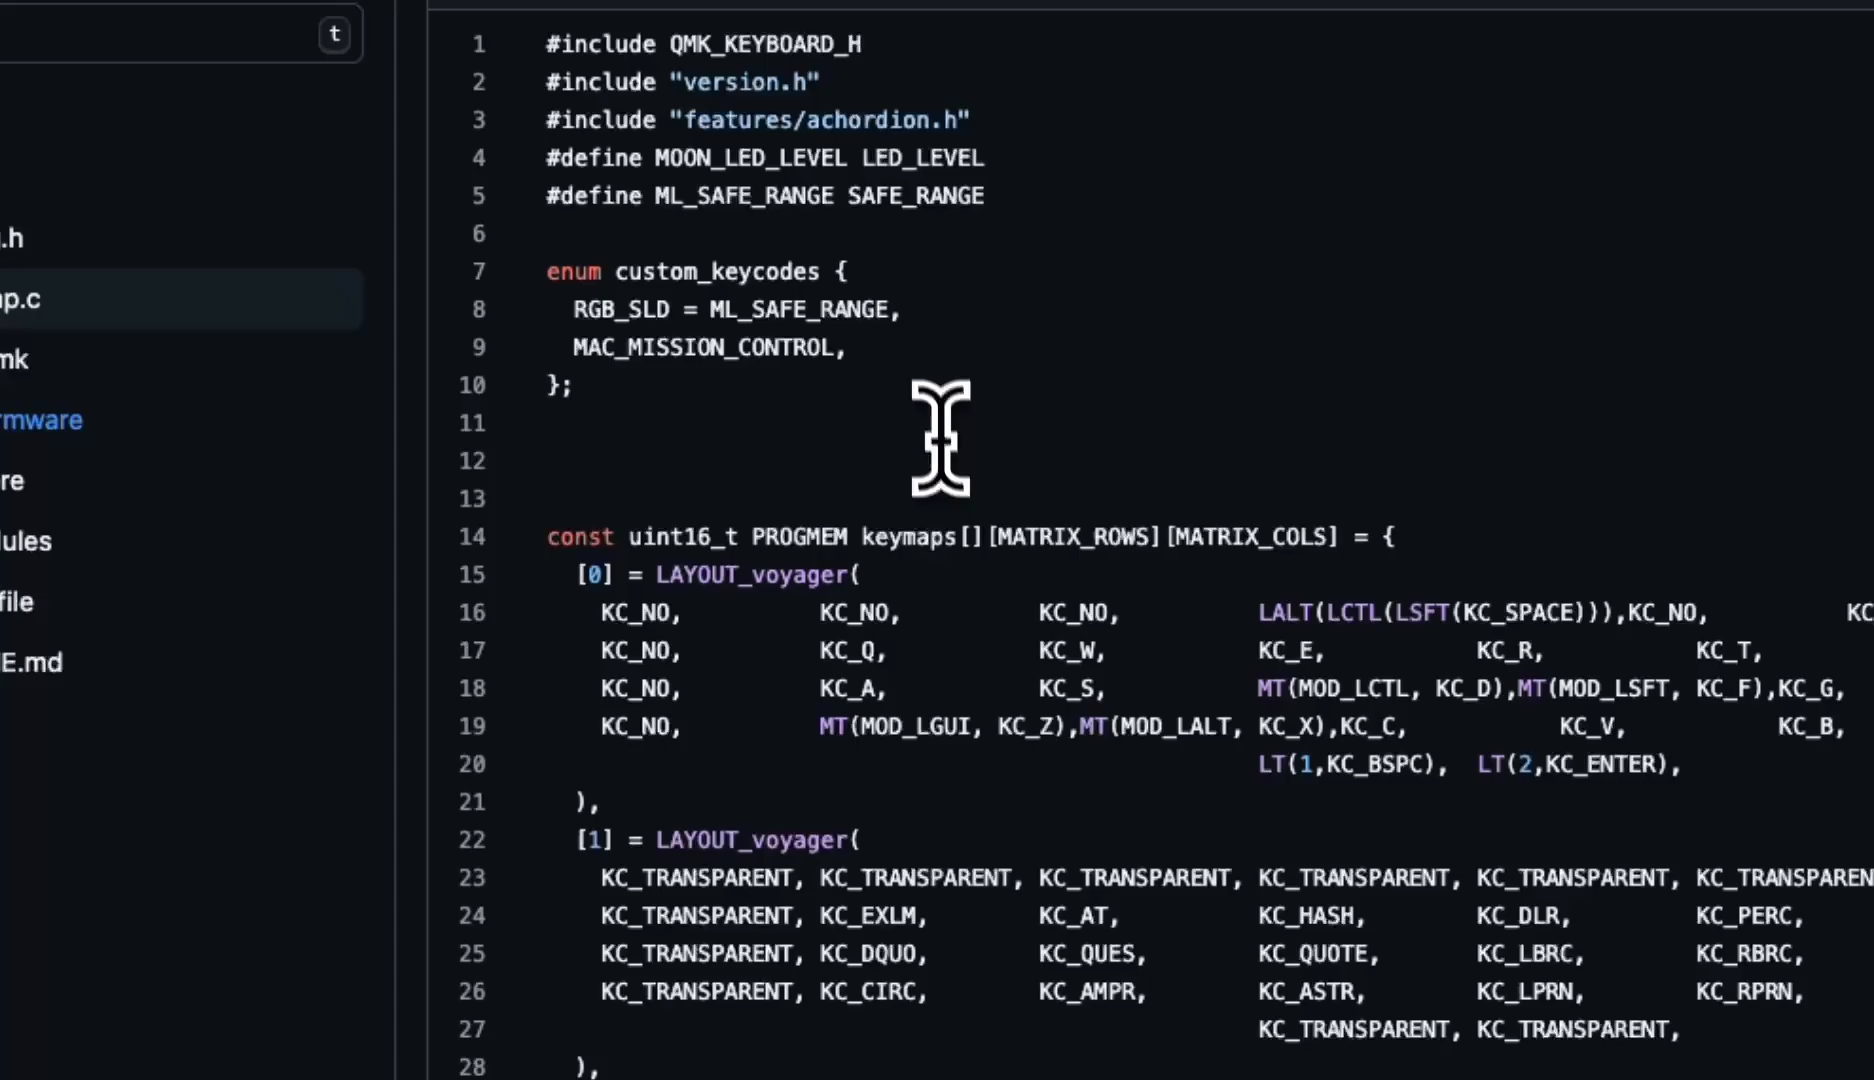 t
.h
ap.c
mk
rmware
re
dules
file
E.md
1 #include QMK_KEYBOARD_H
2 #include "version.h"
3 #include "features/achordion.h"
4 #define MOON_LED_LEVEL LED_LEVEL
5 #define ML_SAFE_RANGE SAFE_RANGE
6
7 enum custom_keycodes {
8 RGB_SLD = ML_SAFE_RANGE,
9 MAC_MISSION_CONTROL,
10 };
11
12
13
14 const uint16_t PROGMEM keymaps[][MATRIX_ROWS][MATRIX_COLS] = {
15 [0] = LAYOUT_voyager(
16 KC_NO, KC_NO, KC_NO, LALT(LCTL(LSFT(KC_SPACE))),KC_NO, KC
17 KC_NO, KC_Q, KC_W, KC_E, KC_R, KC_T,
18 KC_NO, KC_A, KC_S, MT(MOD_LCTL, KC_D),MT(MOD_LSFT, KC_F),KC_G,
19 KC_NO, MT(MOD_LGUI, KC_Z),MT(MOD_LALT, KC_X),KC_C, KC_V, KC_B,
20 LT(1,KC_BSPC), LT(2,KC_ENTER),
21 ),
22 [1] = LAYOUT_voyager(
23 KC_TRANSPARENT, KC_TRANSPARENT, KC_TRANSPARENT, KC_TRANSPARENT, KC_TRANSPARENT, KC_TRANSPAREN
24 KC_TRANSPARENT, KC_EXLM, KC_AT, KC_HASH, KC_DLR, KC_PERC,
25 KC_TRANSPARENT, KC_DQUO, KC_QUES, KC_QUOTE, KC_LBRC, KC_RBRC,
26 KC_TRANSPARENT, KC_CIRC, KC_AMPR, KC_ASTR, KC_LPRN, KC_RPRN,
27 KC_TRANSPARENT, KC_TRANSPARENT,
28 ),